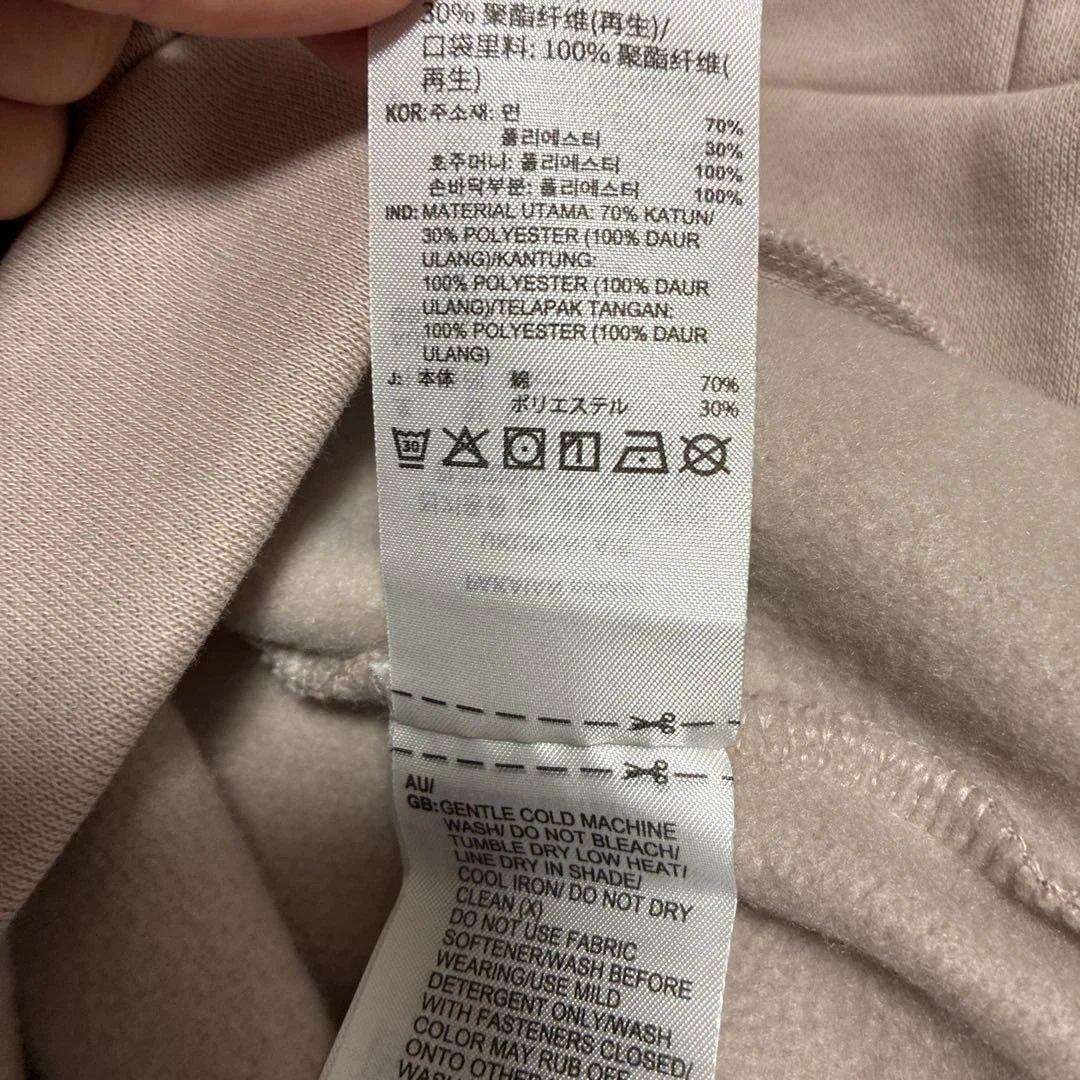 30% 聚酯纤维(再生)/
口袋里料: 100% 聚酯纤维(
再生)
KOR: 주소재: 면 70%
폴리에스터 30%
호주머니: 폴리에스터 100%
손바닥부분: 폴리에스터 100%
IND: MATERIAL UTAMA: 70% KATUN/
30% POLYESTER (100% DAUR
ULANG)/KANTUNG:
100% POLYESTER (100% DAUR
ULANG)/TELAPAK TANGAN:
100% POLYESTER (100% DAUR
ULANG)
J: 本体 綿 70%
ポリエステル 30%
30
AU/
GB: GENTLE COLD MACHINE
WASH/ DO NOT BLEACH/
TUMBLE DRY LOW HEAT/
LINE DRY IN SHADE/
COOL IRON/ DO NOT DRY
CLEAN (X)
DO NOT USE FABRIC
SOFTENER/WASH BEFORE
WEARING/USE MILD
DETERGENT ONLY/WASH
WITH FASTENERS CLOSED/
COLOR MAY RUB OFF
ONTO OTHER